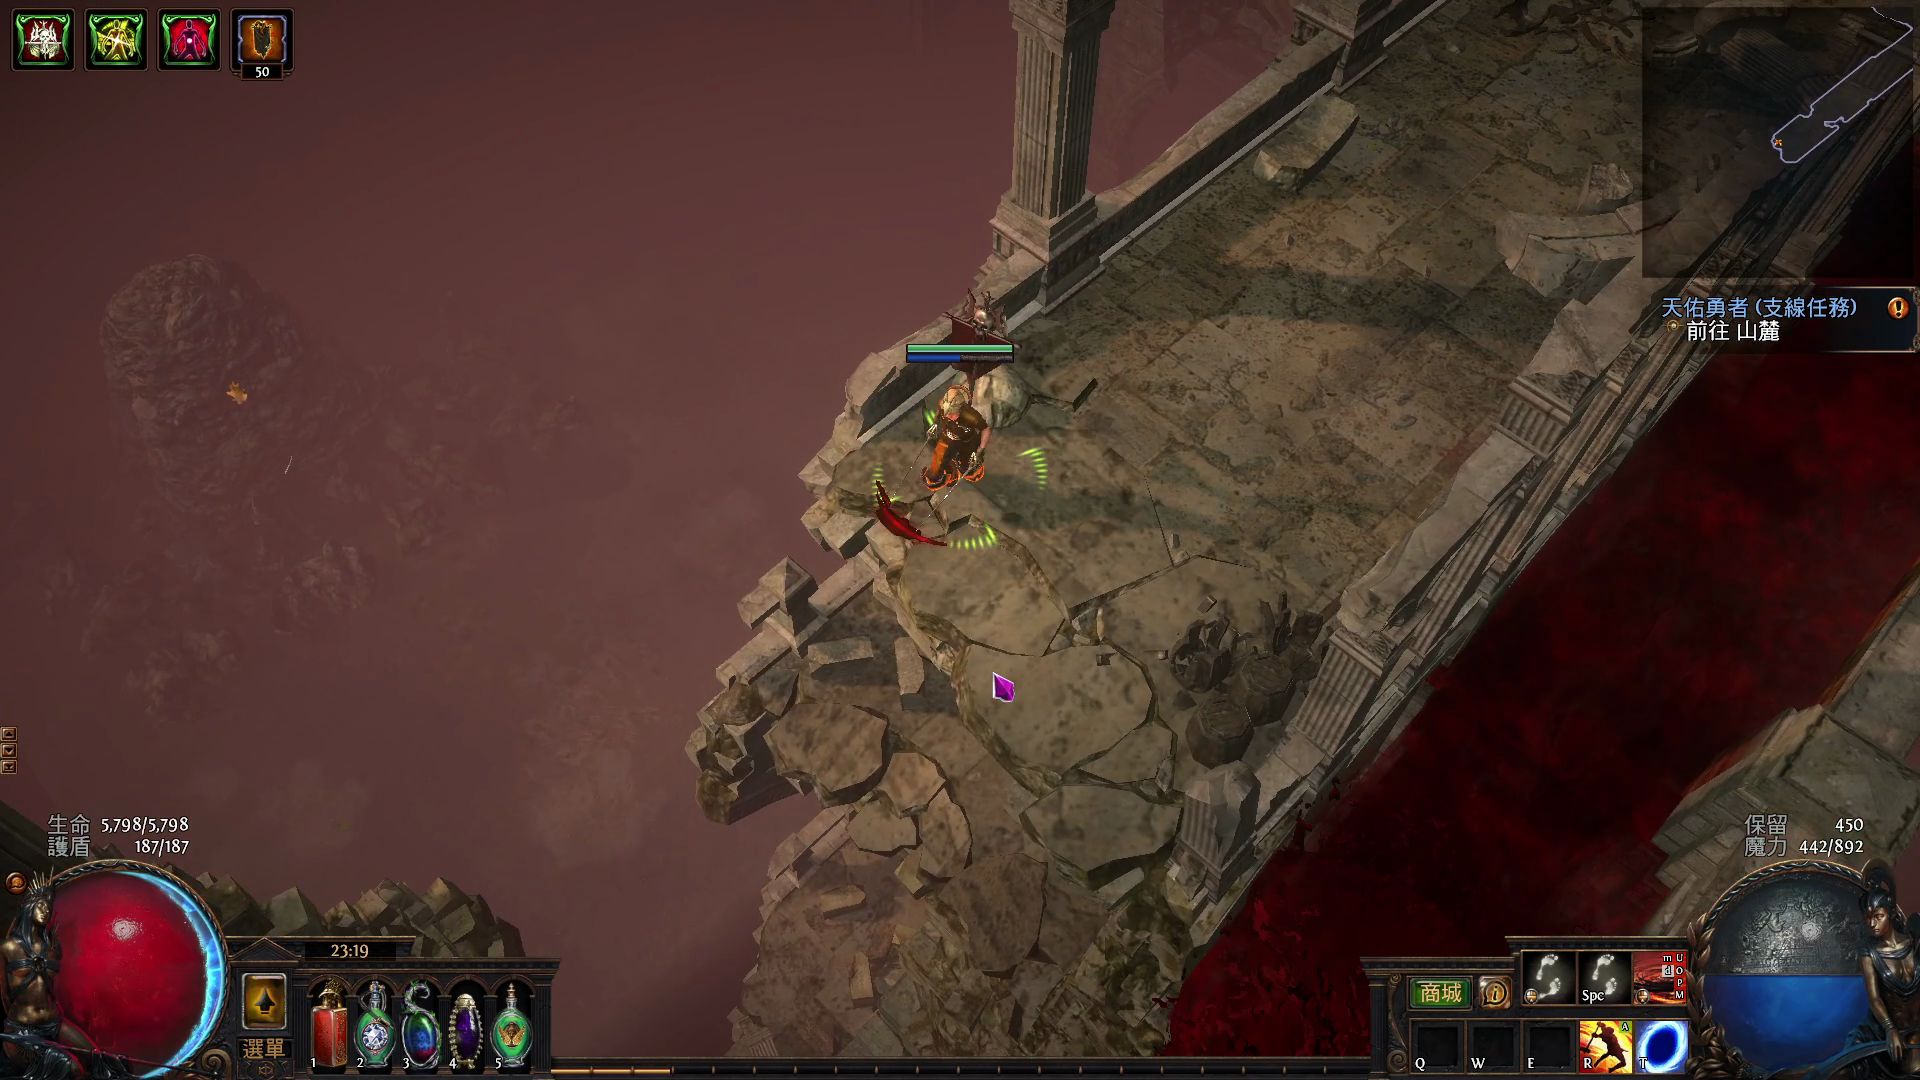 50
天佑勇者 (支線任務)
前往 山麓
生命 5,798/5,798
護盾 187/187
保留 450
魔力 442/892
23:19
選單
1
2
3
4
5
商城
Spc
m U
d O
P
M
Q
W
E
R
A
T